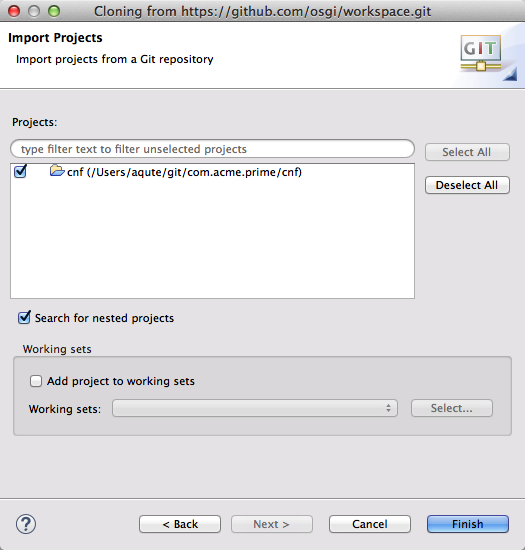 Cloning from https://github.com/osgi/workspace.git
Import Projects
Import projects from a Git repository
GIT
Projects:
type filter text to filter unselected projects
Select All
cnf (/Users/aqute/git/com.acme.prime/cnf)
Deselect All
Search for nested projects
Working sets
Add project to working sets
Working sets:
Select...
?
< Back
Next >
Cancel
Finish